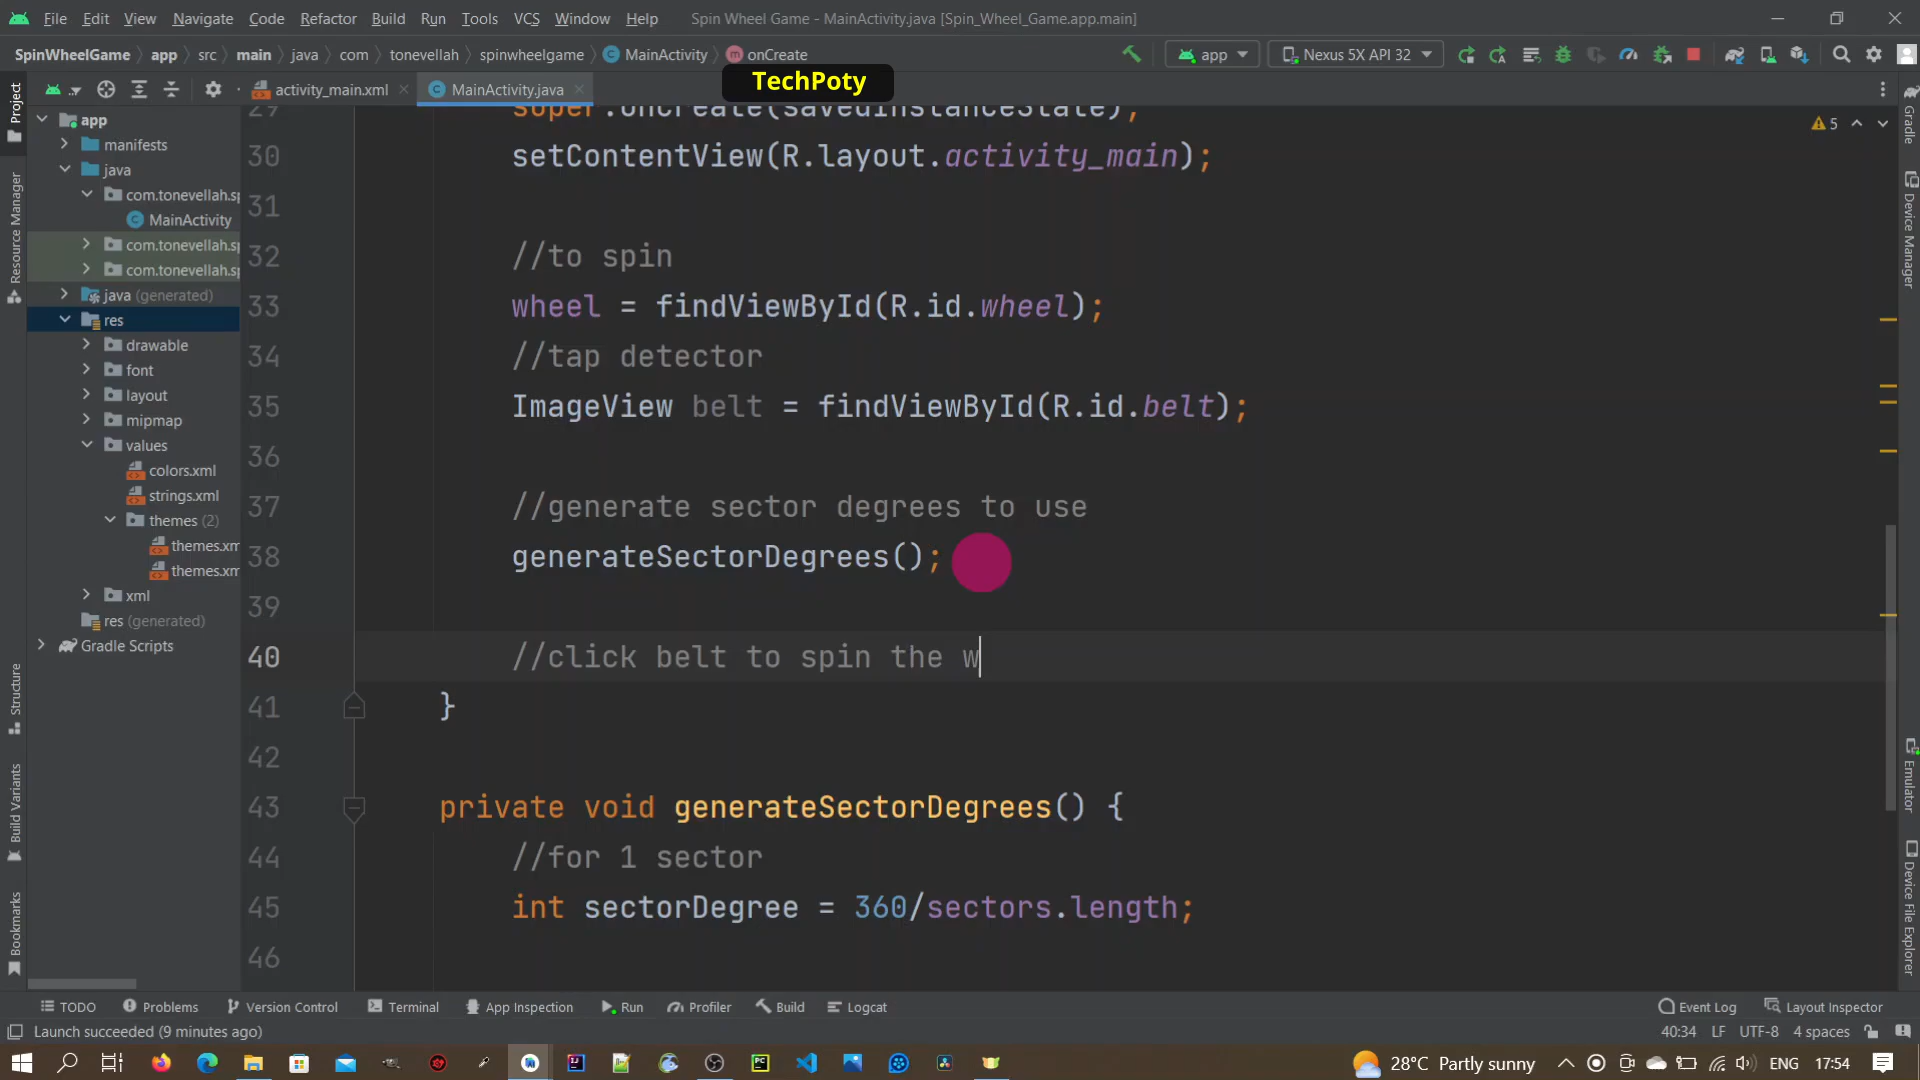 File Edit View Navigate Code Refactor Build Run Tools VCS Window Help Spin Wheel Game - MainActivity.java [Spin_Wheel_Game.app.main]
SpinWheelGame app src main java com tonevellah spinwheelgame MainActivity onCreate app Nexus 5X API 32
TechPoty
activity_main.xml MainActivity.java
Project
Resource Manager
Structure
Build Variants
Bookmarks
app
manifests
java
com.tonevellah.sp
MainActivity
com.tonevellah.sp
com.tonevellah.sp
java (generated)
res
drawable
font
layout
mipmap
values
colors.xml
strings.xml
themes (2)
themes.xm
themes.xm
xml
res (generated)
Gradle Scripts
29 super.onCreate(savedInstanceState);
30 setContentView(R.layout.activity_main);
31
32 //to spin
33 wheel = findViewById(R.id.wheel);
34 //tap detector
35 ImageView belt = findViewById(R.id.belt);
36
37 //generate sector degrees to use
38 generateSectorDegrees();
39
40 //click belt to spin the w
41 }
42
43 private void generateSectorDegrees() {
44 //for 1 sector
45 int sectorDegree = 360/sectors.length;
46
5
Gradle
Device Manager
Emulator
Device File Explorer
TODO Problems Version Control Terminal App Inspection Run Profiler Build Logcat Event Log Layout Inspector
Launch succeeded (9 minutes ago) 40:34 LF UTF-8 4 spaces
28°C Partly sunny ENG 17:54